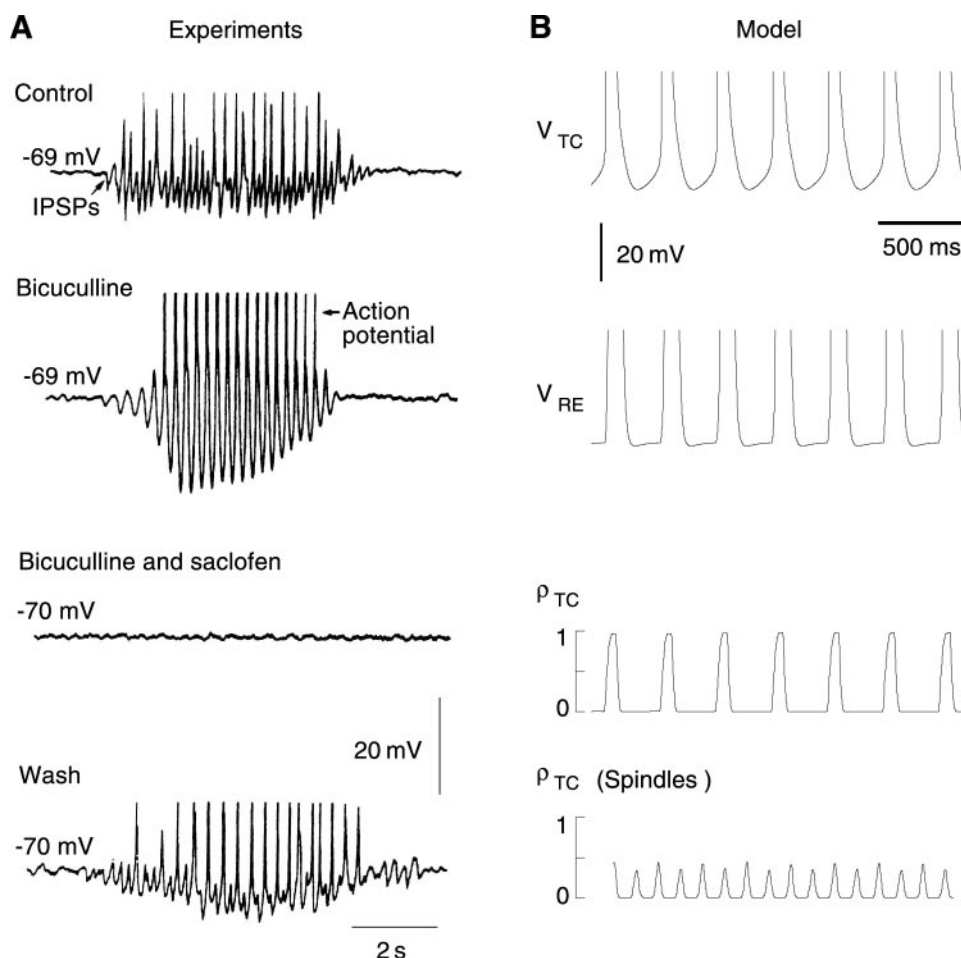 A
Experiments
Control
-69 mV
IPSPs
Bicuculline
Action
potential
-69 mV
Bicuculline and saclofen
-70 mV
20 mV
Wash
-70 mV
2 s
B
Model
V TC
20 mV
500 ms
V RE
ρ TC
1
0
ρ TC (Spindles )
1
0